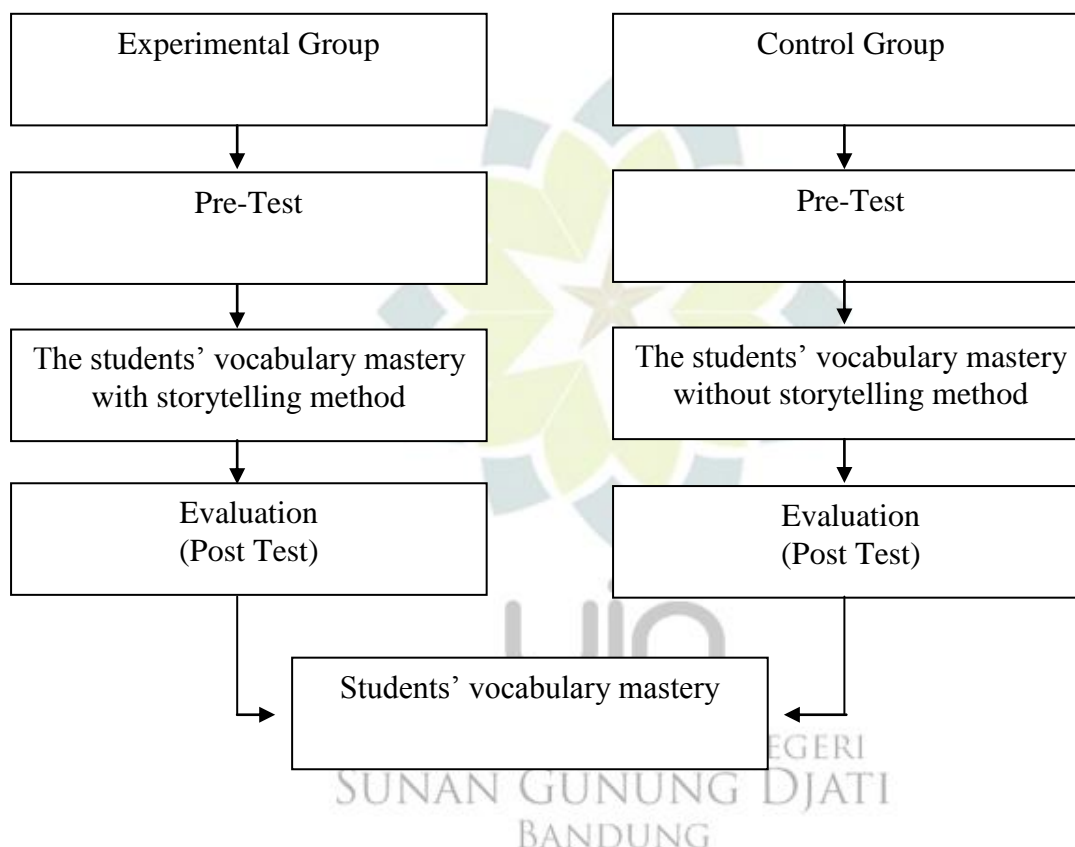 Experimental Group
Control Group
Pre-Test
Pre-Test
The students’ vocabulary mastery
with storytelling method
The students’ vocabulary mastery
without storytelling method
Evaluation
(Post Test)
Evaluation
(Post Test)
Students’ vocabulary mastery
SUNAN GUNUNG DJATI
BANDUNG